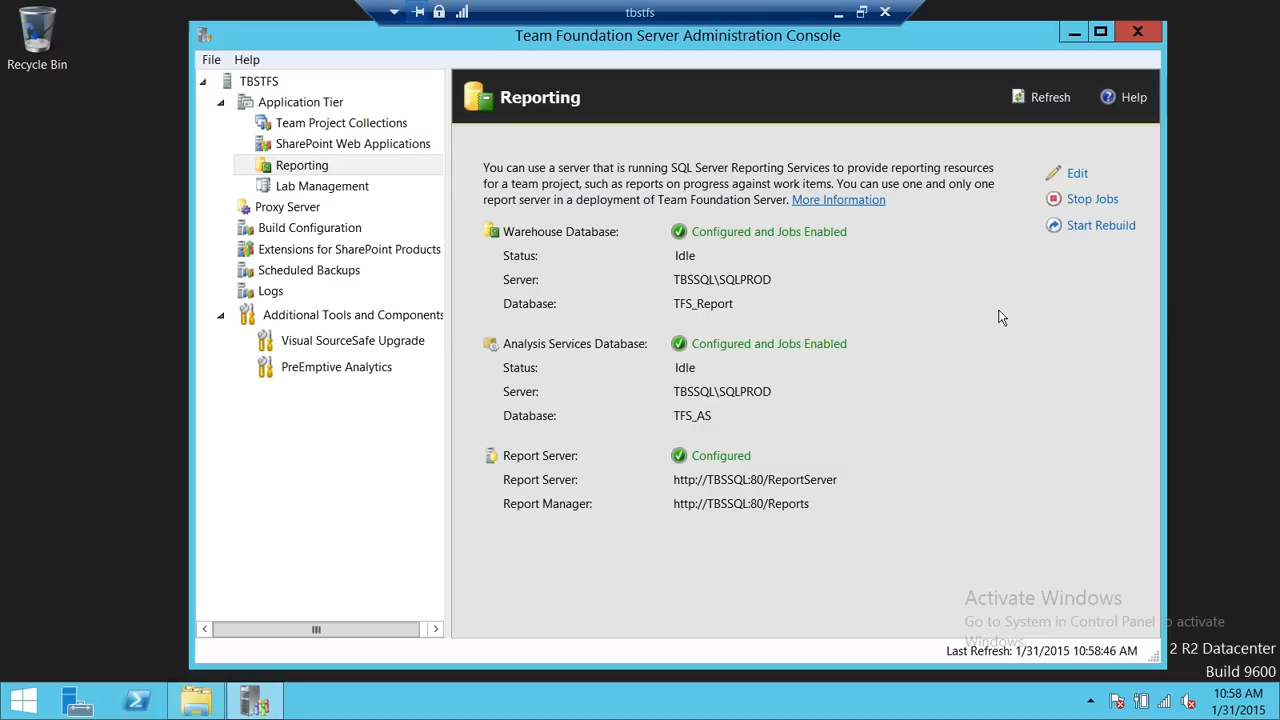 tbstfs
Recycle Bin
Team Foundation Server Administration Console
File Help
TBSTFS
Application Tier
Team Project Collections
SharePoint Web Applications
Reporting
Lab Management
Proxy Server
Build Configuration
Extensions for SharePoint Products
Scheduled Backups
Logs
Additional Tools and Components
Visual SourceSafe Upgrade
PreEmptive Analytics
Reporting
Refresh
Help
You can use a server that is running SQL Server Reporting Services to provide reporting resources
for a team project, such as reports on progress against work items. You can use one and only one
report server in a deployment of Team Foundation Server. More Information
Edit
Stop Jobs
Start Rebuild
Warehouse Database: Configured and Jobs Enabled
Status: Idle
Server: TBSSQL\SQLPROD
Database: TFS_Report
Analysis Services Database: Configured and Jobs Enabled
Status: Idle
Server: TBSSQL\SQLPROD
Database: TFS_AS
Report Server: Configured
Report Server: http://TBSSQL:80/ReportServer
Report Manager: http://TBSSQL:80/Reports
Activate Windows
Go to System in Control Panel to activate
Windows.
Last Refresh: 1/31/2015 10:58:46 AM
2 R2 Datacenter
Build 9600
10:58 AM
1/31/2015